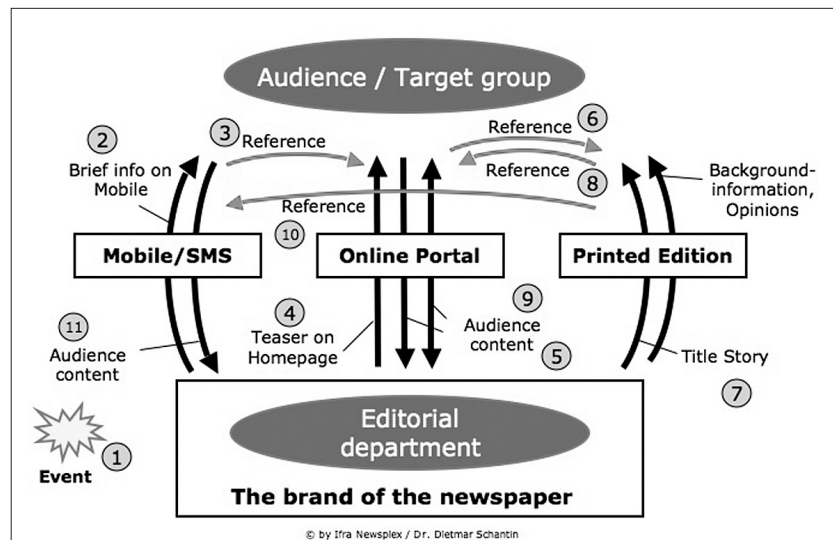 Audience / Target group
2
3
6
Reference
Reference
Brief info on
Mobile
Reference
8
Background-
information,
Opinions
Reference
10
Mobile/SMS
Online Portal
Printed Edition
11
4
9
Audience
content
Teaser on
Homepage
Audience
content
5
Title Story
7
Editorial
department
1
Event
The brand of the newspaper
© by Ifra Newsplex / Dr. Dietmar Schantin